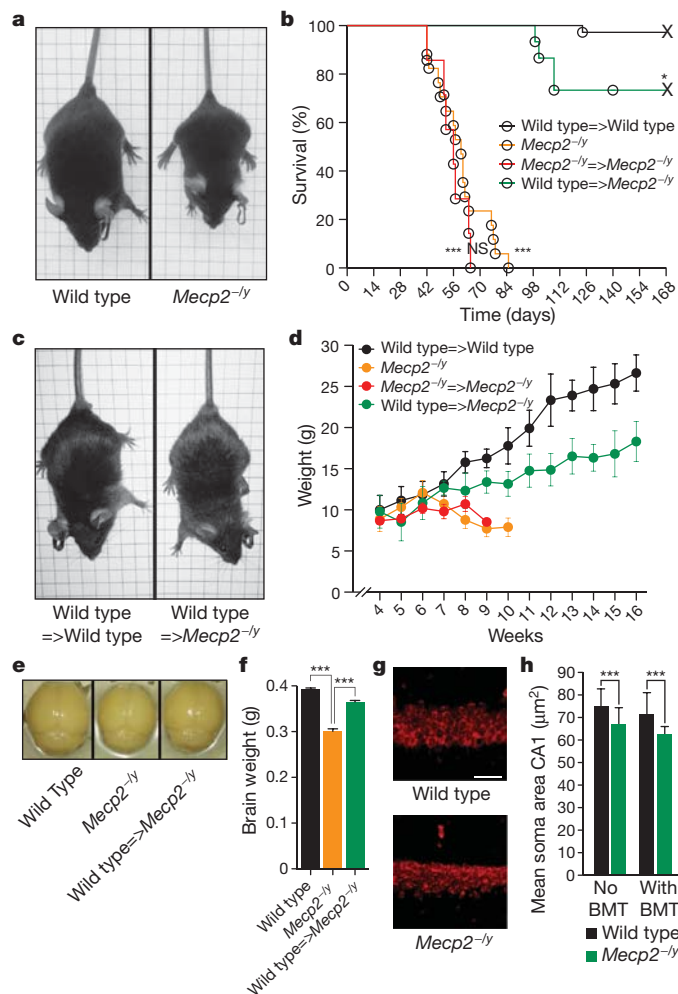 a
Wild type
Mecp2–/y
b
Survival (%)
100
80
60
40
20
0
Wild type=>Wild type
Mecp2–/y
Mecp2–/y=>Mecp2–/y
Wild type=>Mecp2–/y
*
X
X
*** NS ***
0 14 28 42 56 70 84 98 112 126 140 154 168
Time (days)
c
Wild type
=>Wild type
Wild type
=>Mecp2–/y
d
Weight (g)
30
25
20
15
10
5
0
Wild type=>Wild type
Mecp2–/y
Mecp2–/y=>Mecp2–/y
Wild type=>Mecp2–/y
4 5 6 7 8 9 10 11 12 13 14 15 16
Weeks
e
Wild Type
Mecp2–/y
Wild type=>Mecp2–/y
f
Brain weight (g)
0.4
0.3
0.2
0.1
0
*** ***
Wild type
Mecp2–/y
Wild type=>Mecp2–/y
g
Wild type
Mecp2–/y
h
Mean soma area CA1 (μm2)
90
80
70
60
50
40
30
20
10
0
*** ***
No
BMT
With
BMT
Wild type
Mecp2–/y